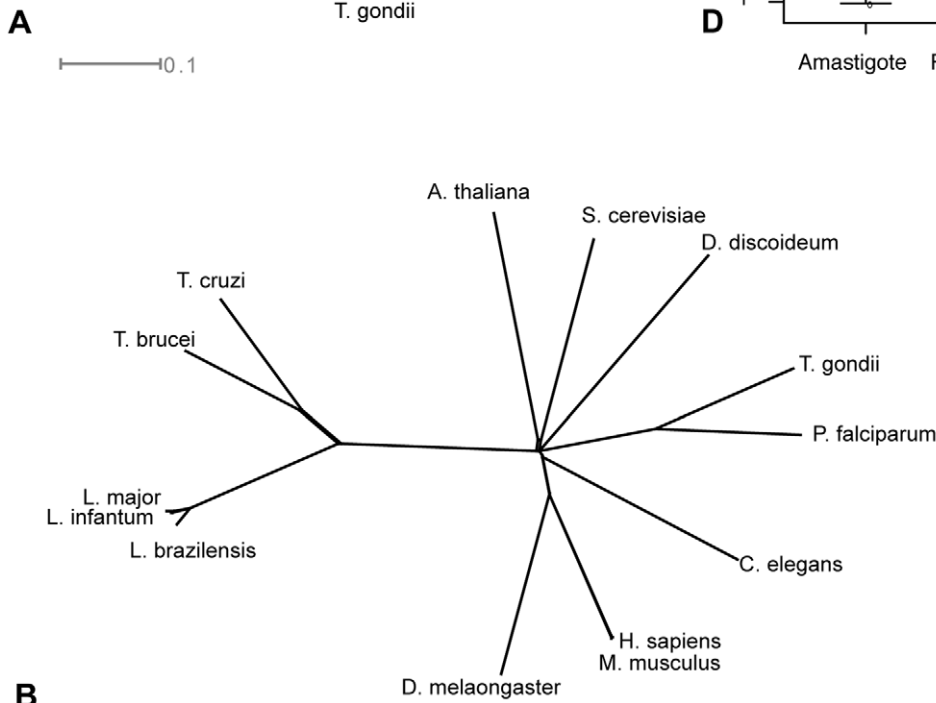 A
T. gondii
D
0.1
Amastigote
A. thaliana
S. cerevisiae
D. discoideum
T. cruzi
T. brucei
T. gondii
P. falciparum
L. major
L. infantum
L. brazilensis
C. elegans
H. sapiens
M. musculus
D. melaongaster
B